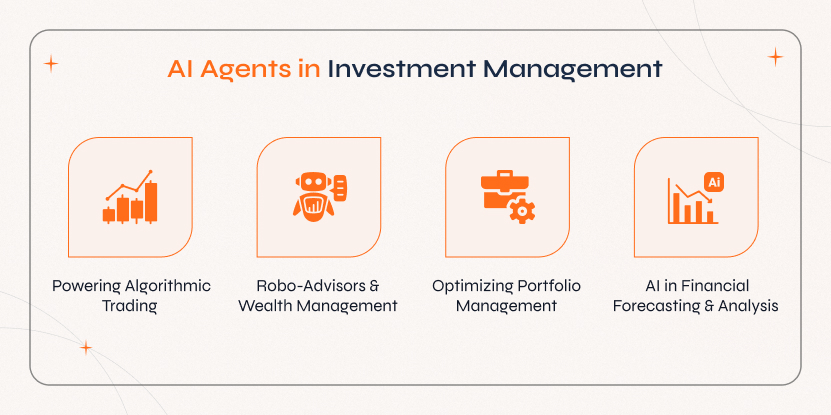 AI Agents in Investment Management
Ai
Powering Algorithmic
Trading
Robo-Advisors &
Wealth Management
Optimizing Portfolio
Management
AI in Financial
Forecasting & Analysis